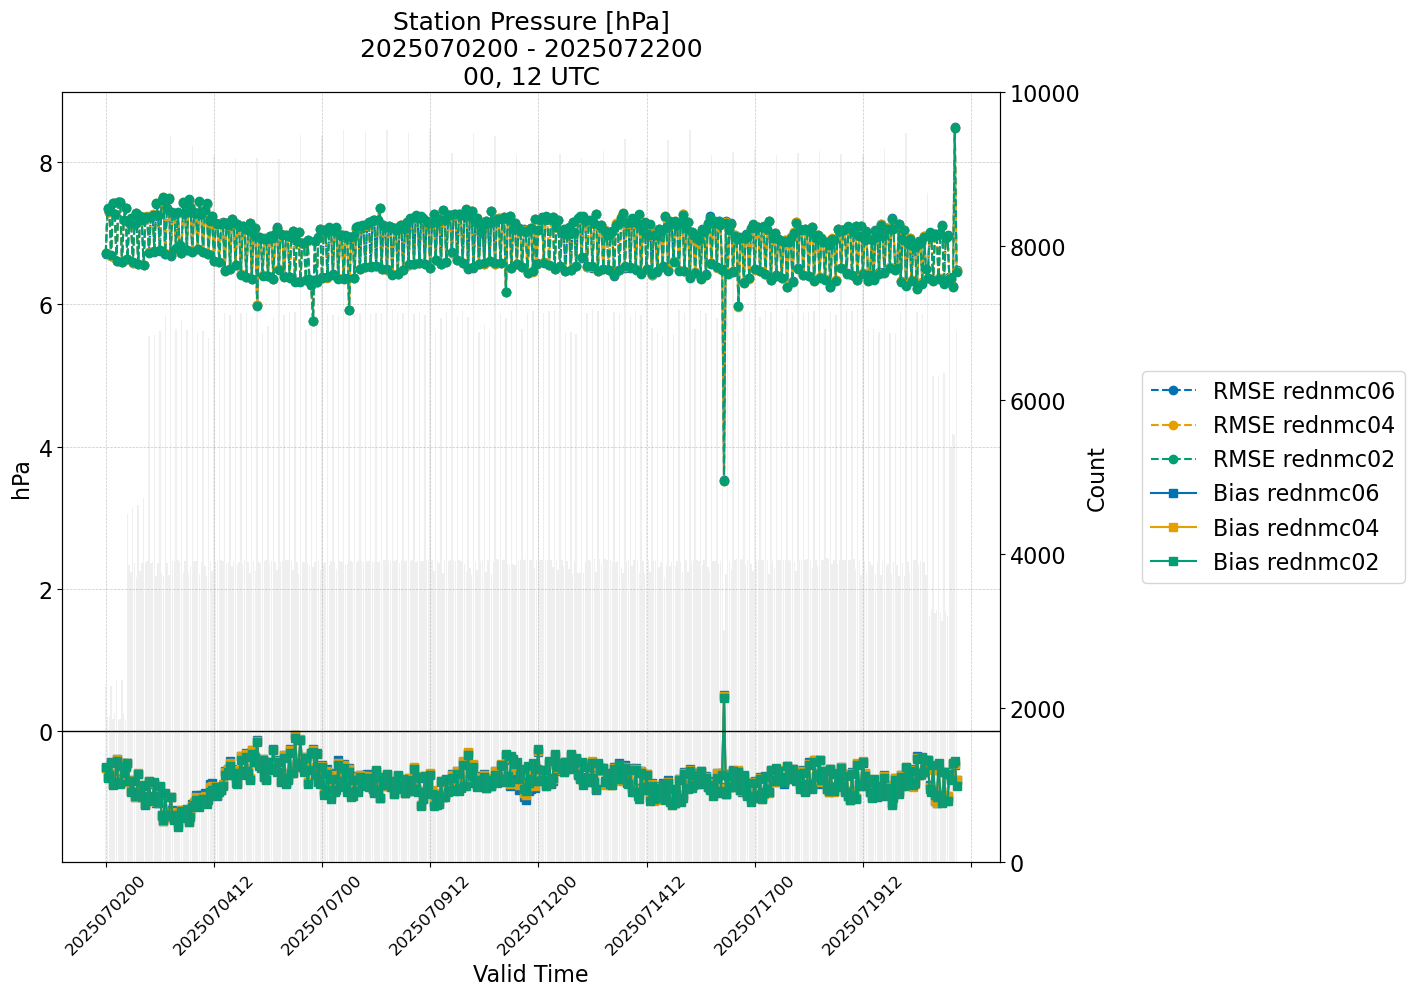 Station Pressure [hPa]
2025070200 - 2025072200
00, 12 UTC
hPa
8
6
4
2
0
10000
8000
6000
4000
2000
0
Count
2025070200
2025070412
2025070700
2025070912
2025071200
2025071412
2025071700
2025071912
Valid Time
RMSE rednmc06
RMSE rednmc04
RMSE rednmc02
Bias rednmc06
Bias rednmc04
Bias rednmc02